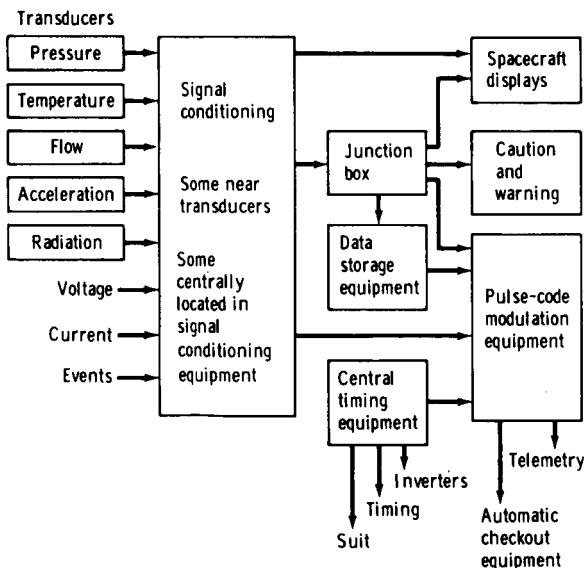 Transducers
Pressure
Temperature
Flow
Acceleration
Radiation
Voltage
Current
Events
Signal
conditioning
Some near
transducers
Some
centrally
located in
signal
conditioning
equipment
Junction
box
Data
storage
equipment
Central
timing
equipment
Spacecraft
displays
Caution
and
warning
Pulse-code
modulation
equipment
Inverters
Timing
Suit
Telemetry
Automatic
checkout
equipment